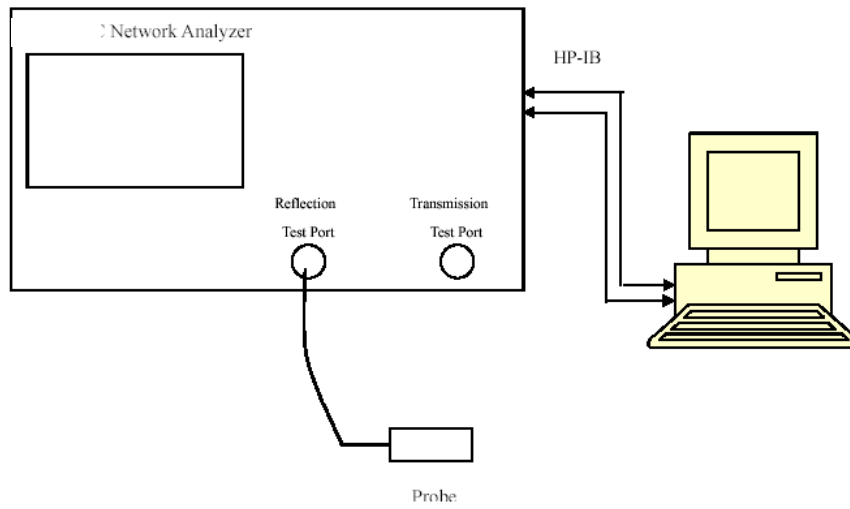 Network Analyzer
HP-IB
Reflection
Test Port
Transmission
Test Port
Probe